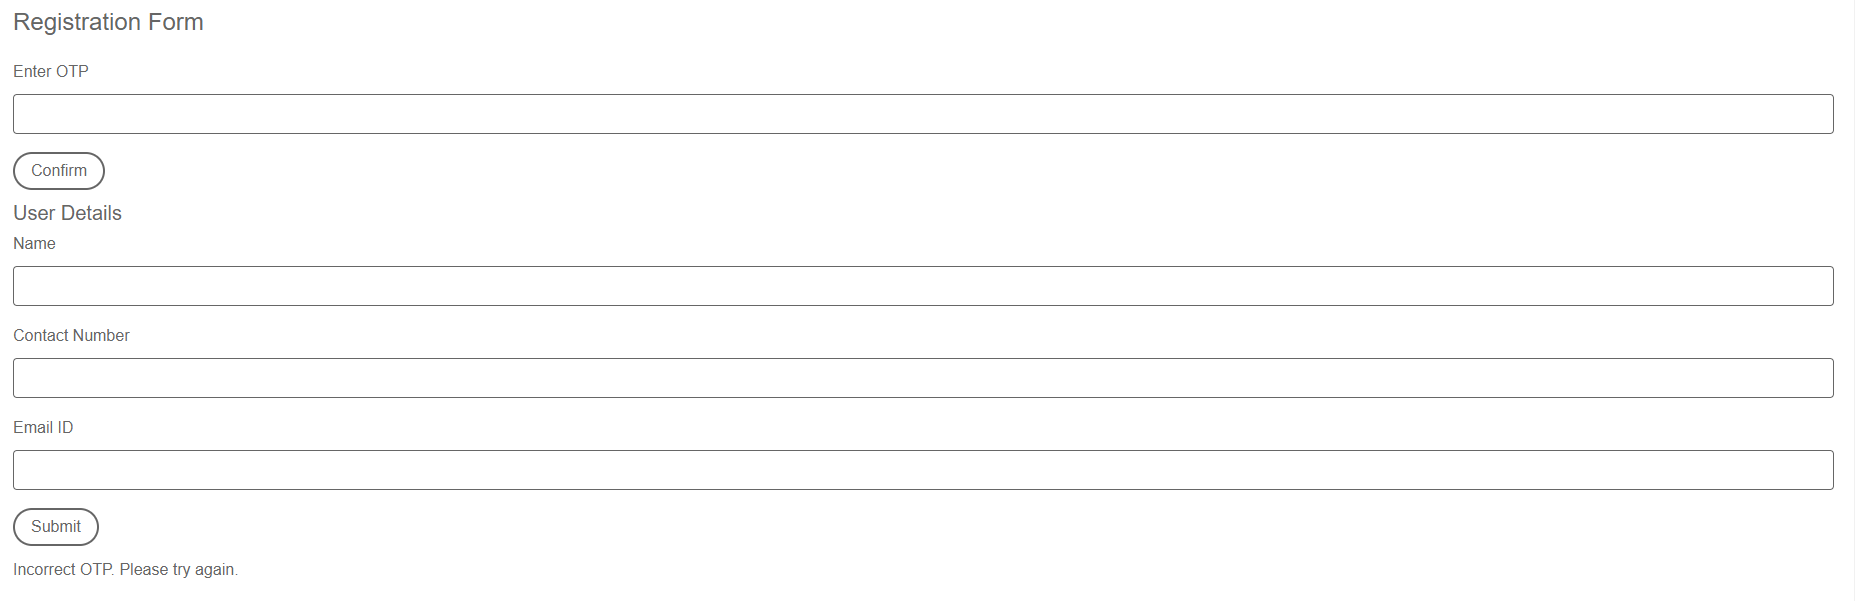 Registration Form
Enter OTP
Confirm
User Details
Name
Contact Number
Email ID
Submit
Incorrect OTP. Please try again.